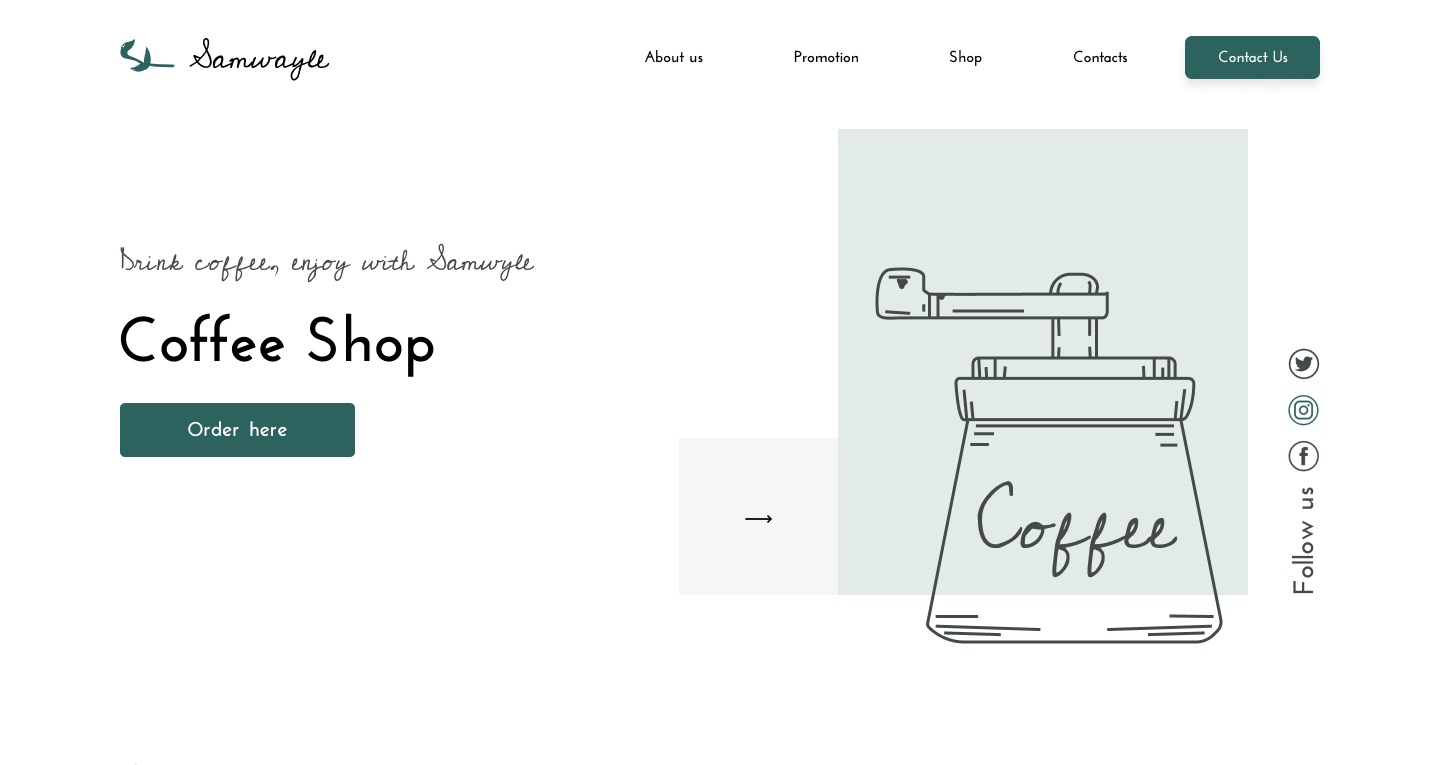 Samwayle
About us
Promotion
Shop
Contacts
Contact Us
Drink coffee, enjoy with Samwyle
Coffee Shop
Order here
Coffee
Follow us